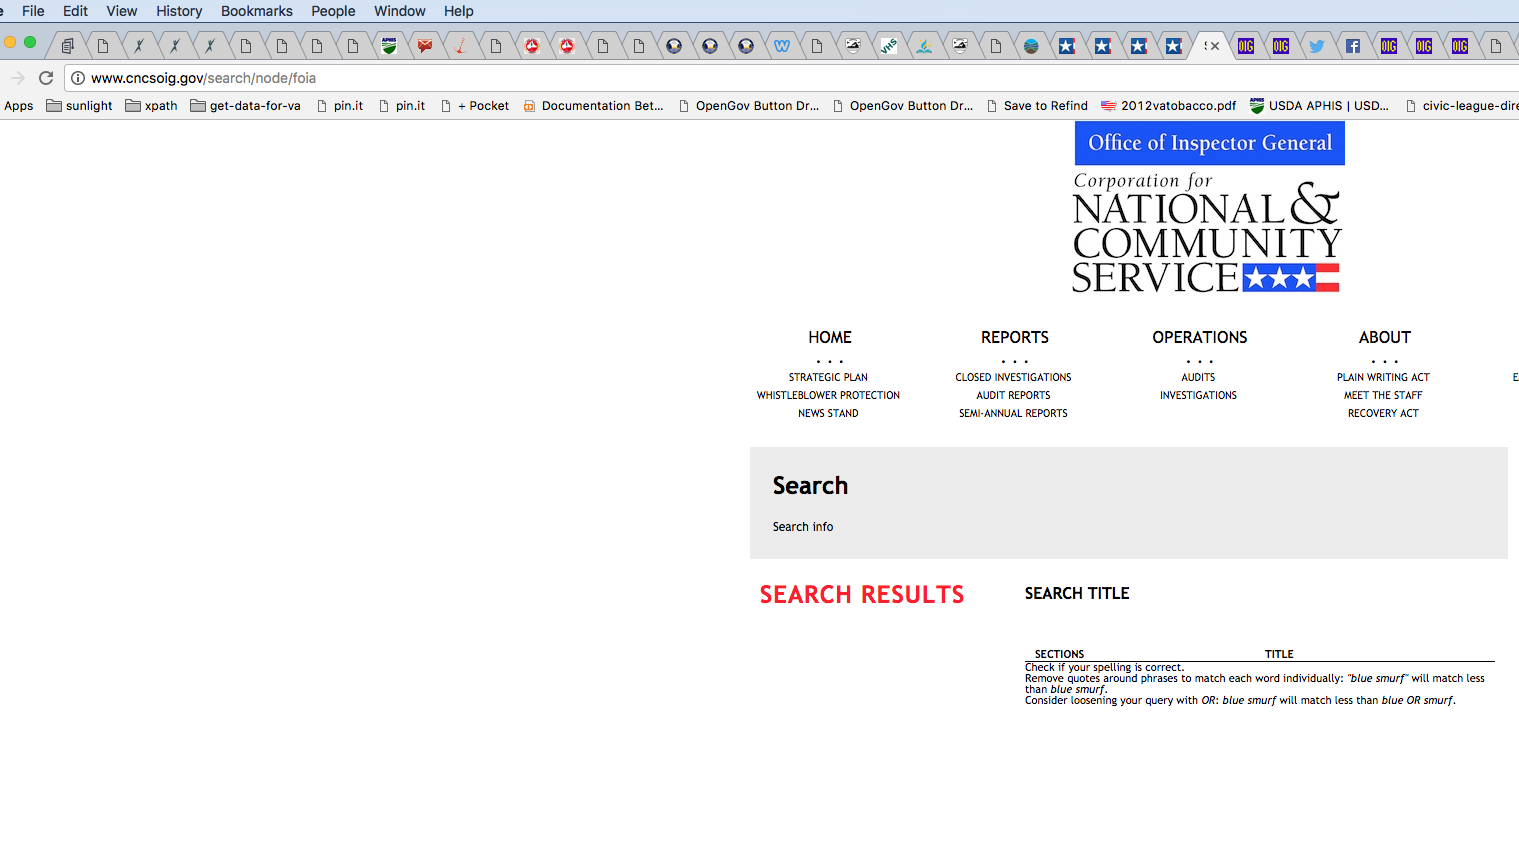 File Edit View History Bookmarks People Window Help
www.cncsoig.gov/search/node/foia
Apps sunlight xpath get-data-for-va pin.it pin.it + Pocket Documentation Bet... OpenGov Button Dr... OpenGov Button Dr... Save to Refind 2012vatobacco.pdf USDA APHIS | USD... civic-league-dire
Office of Inspector General
Corporation for
NATIONAL &
COMMUNITY
SERVICE
HOME REPORTS OPERATIONS ABOUT
STRATEGIC PLAN CLOSED INVESTIGATIONS AUDITS PLAIN WRITING ACT
WHISTLEBLOWER PROTECTION AUDIT REPORTS INVESTIGATIONS MEET THE STAFF
NEWS STAND SEMI-ANNUAL REPORTS RECOVERY ACT
Search
Search info
SEARCH RESULTS SEARCH TITLE
SECTIONS TITLE
Check if your spelling is correct.
Remove quotes around phrases to match each word individually: "blue smurf" will match less
than blue smurf.
Consider loosening your query with OR: blue smurf will match less than blue OR smurf.